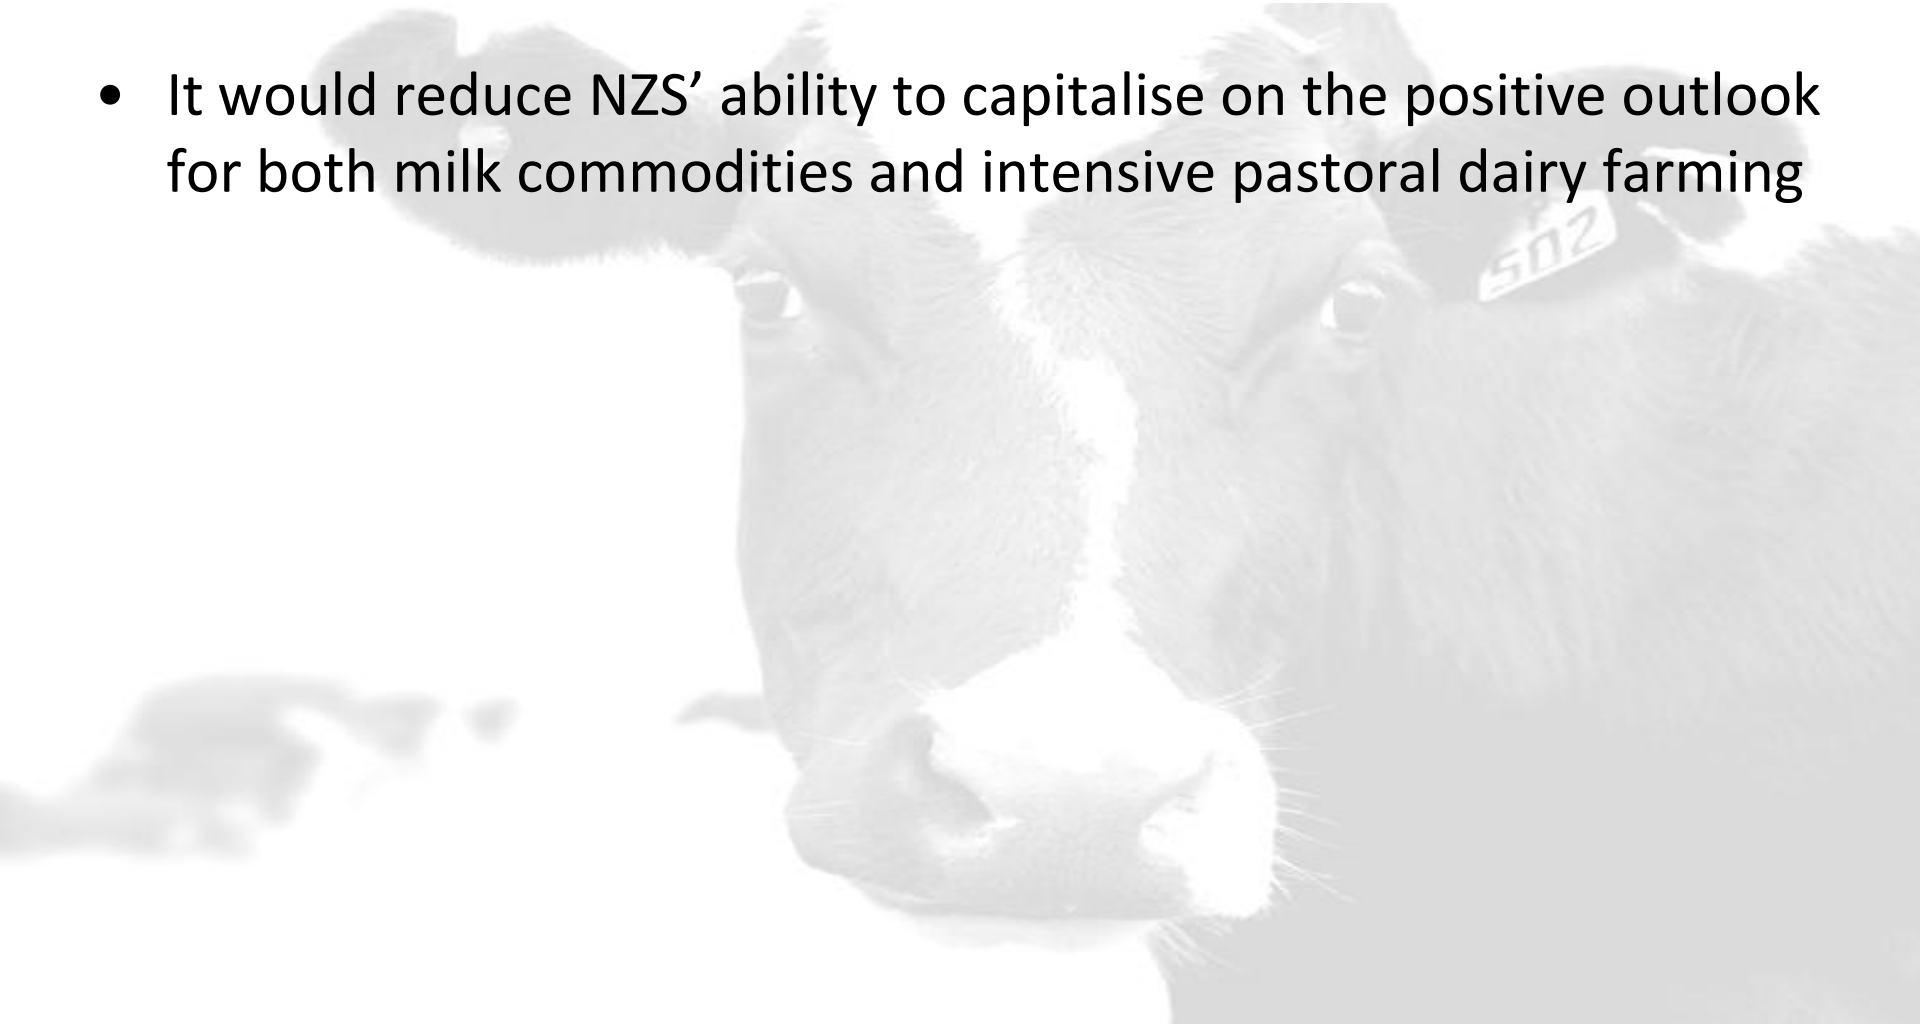 • It would reduce NZS’ ability to capitalise on the positive outlook
for both milk commodities and intensive pastoral dairy farming
502